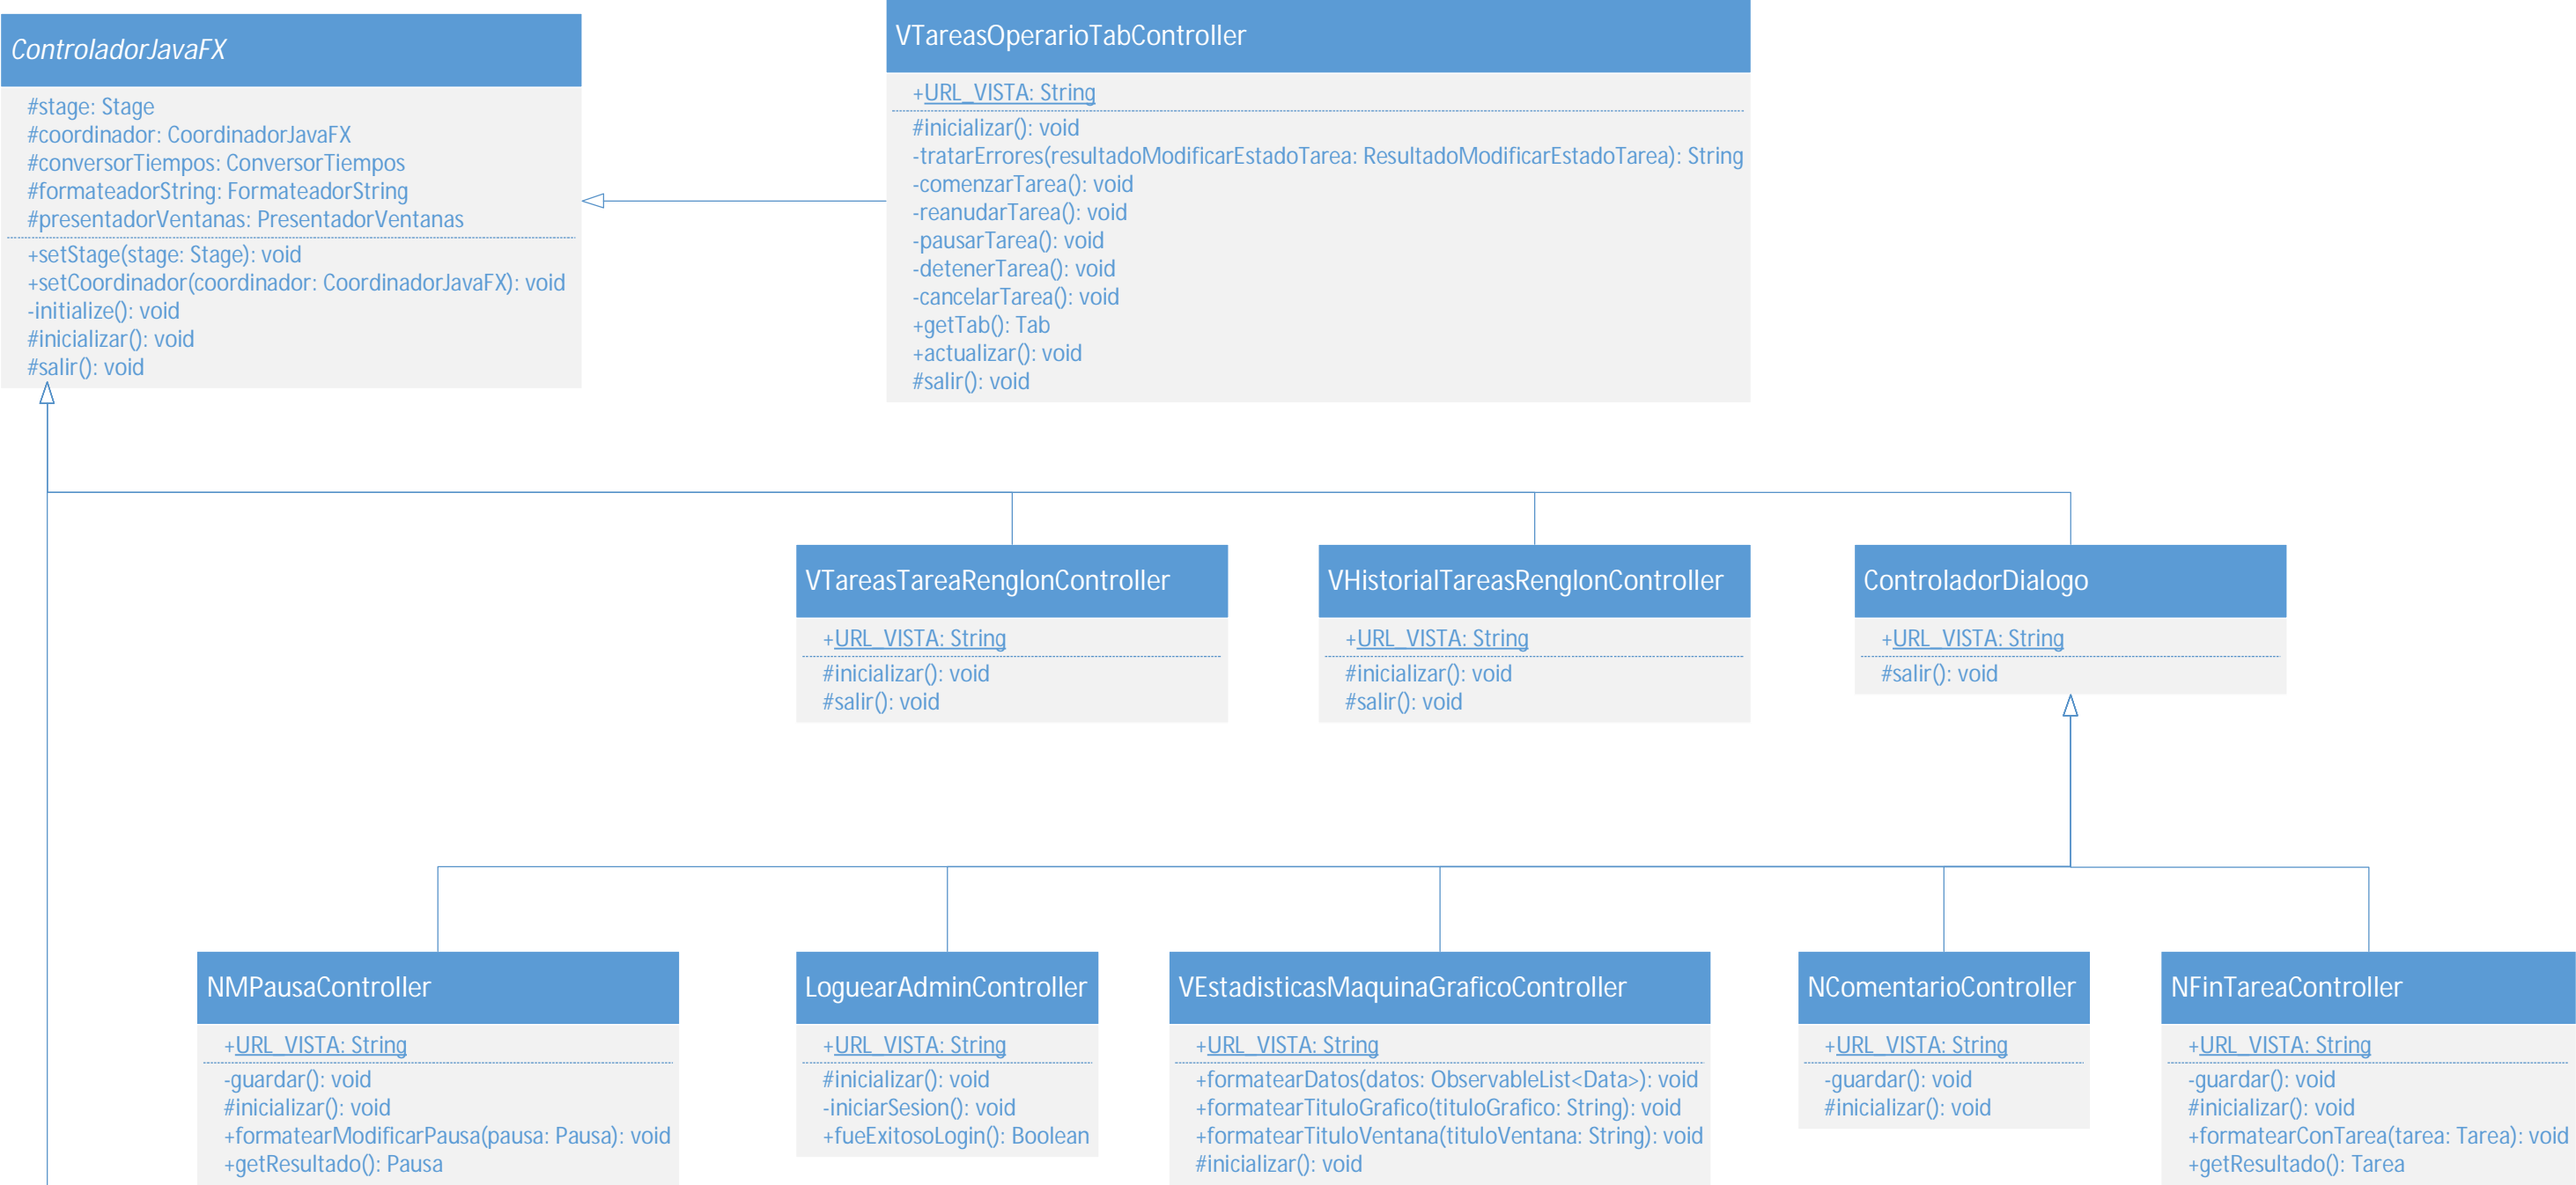 ControladorJavaFX
#stage: Stage
#coordinador: CoordinadorJavaFX
#conversorTiempos: ConversorTiempos
#formateadorString: FormateadorString
#presentadorVentanas: PresentadorVentanas
+setStage(stage: Stage): void
+setCoordinador(coordinador: CoordinadorJavaFX): void
-initialize(): void
#inicializar(): void
#salir(): void
VTareasOperarioTabController
+URL_VISTA: String
#inicializar(): void
-tratarErrores(resultadoModificarEstadoTarea: ResultadoModificarEstadoTarea): String
-comenzarTarea(): void
-reanudarTarea(): void
-pausarTarea(): void
-detenerTarea(): void
-cancelarTarea(): void
+getTab(): Tab
+actualizar(): void
#salir(): void
VTareasTareaRenglonController
+URL_VISTA: String
#inicializar(): void
#salir(): void
VHistorialTareasRenglonController
+URL_VISTA: String
#inicializar(): void
#salir(): void
ControladorDialogo
+URL_VISTA: String
#salir(): void
NMPausaController
+URL_VISTA: String
-guardar(): void
#inicializar(): void
+formatearModificarPausa(pausa: Pausa): void
+getResultado(): Pausa
LoguearAdminController
+URL_VISTA: String
#inicializar(): void
-iniciarSesion(): void
+fueExitosoLogin(): Boolean
VEstadisticasMaquinaGraficoController
+URL_VISTA: String
+formatearDatos(datos: ObservableList<Data>): void
+formatearTituloGrafico(tituloGrafico: String): void
+formatearTituloVentana(tituloVentana: String): void
#inicializar(): void
NComentarioController
+URL_VISTA: String
-guardar(): void
#inicializar(): void
NFinTareaController
+URL_VISTA: String
-guardar(): void
#inicializar(): void
+formatearConTarea(tarea: Tarea): void
+getResultado(): Tarea